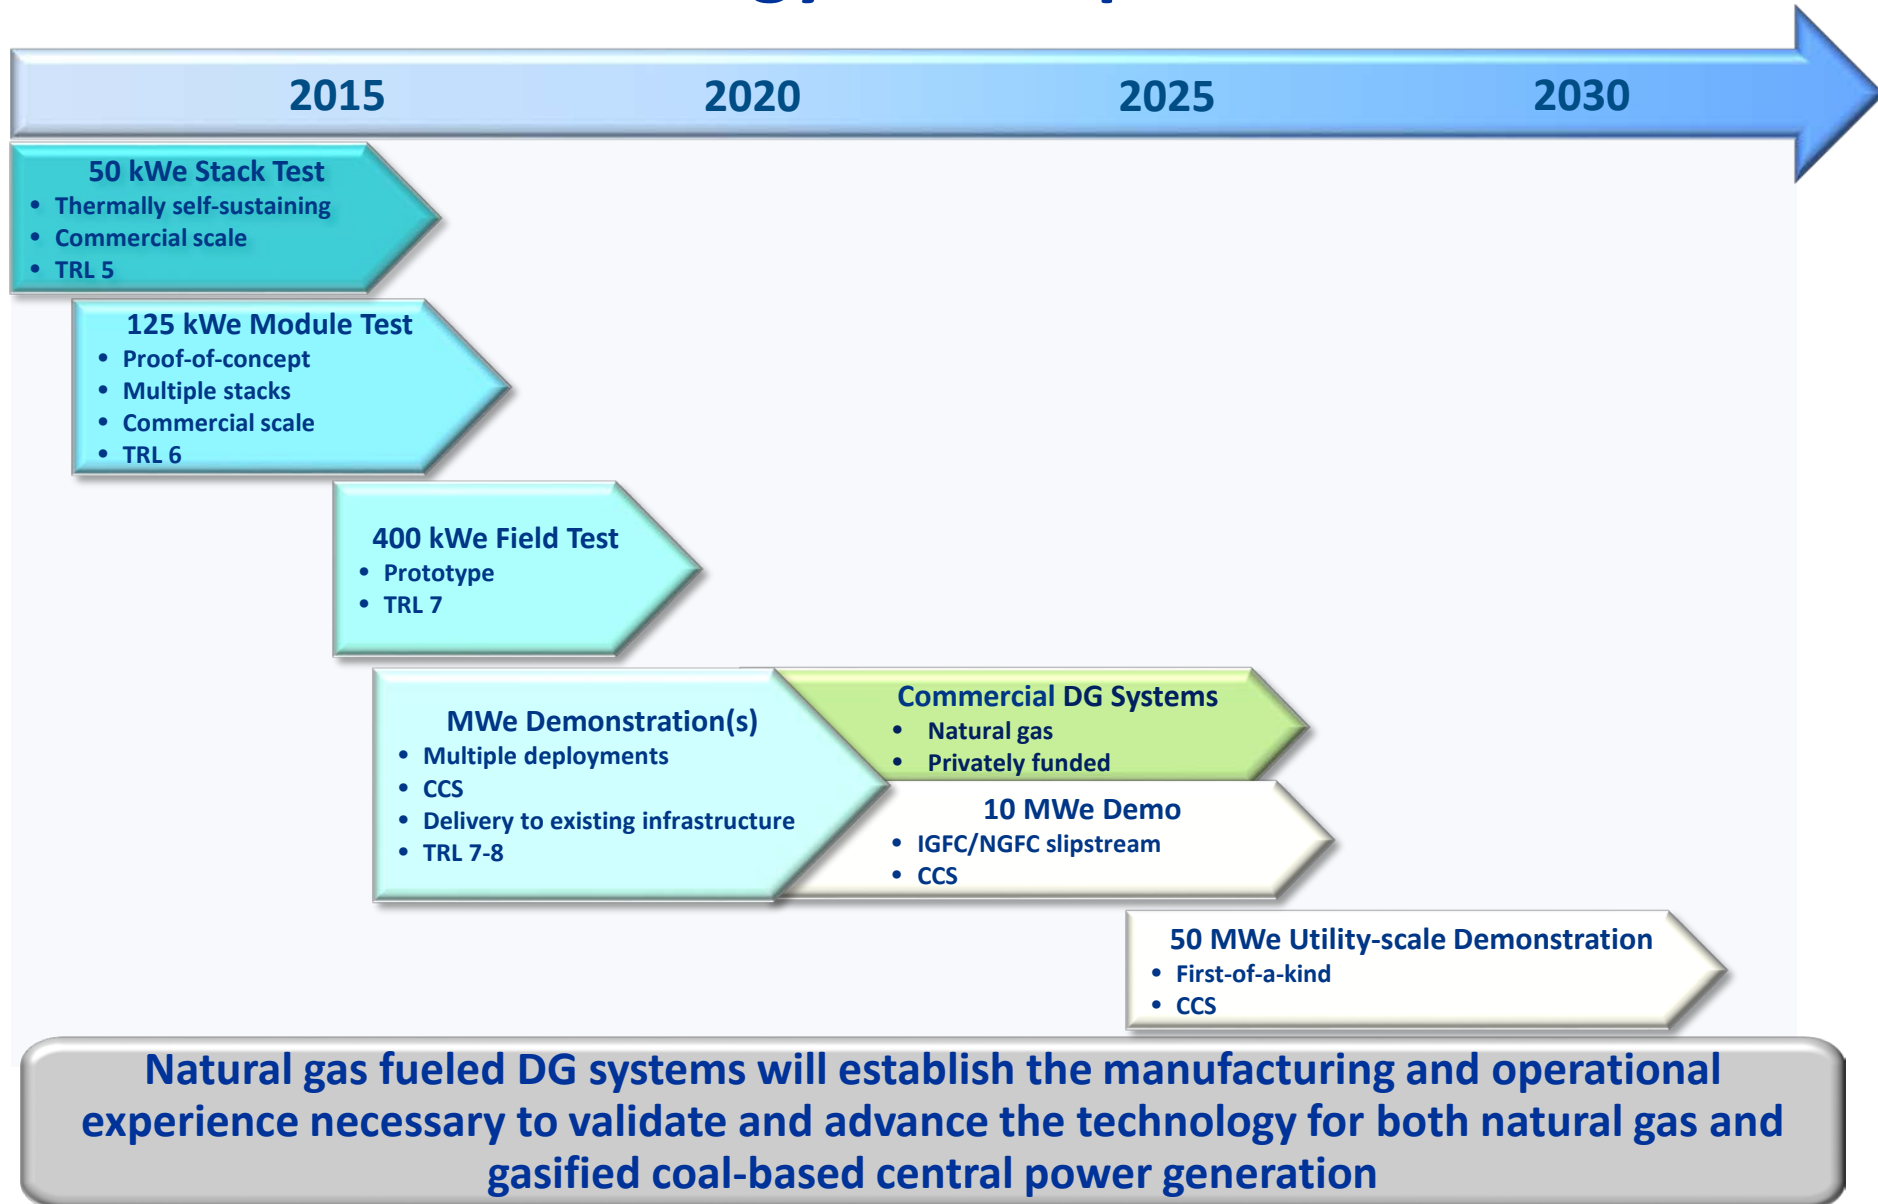 2015 2020 2025 2030
50 kWe Stack Test
• Thermally self-sustaining
• Commercial scale
• TRL 5
125 kWe Module Test
• Proof-of-concept
• Multiple stacks
• Commercial scale
• TRL 6
400 kWe Field Test
• Prototype
• TRL 7
MWe Demonstration(s)
• Multiple deployments
• CCS
• Delivery to existing infrastructure
• TRL 7-8
Commercial DG Systems
• Natural gas
• Privately funded
10 MWe Demo
• IGFC/NGFC slipstream
• CCS
50 MWe Utility-scale Demonstration
• First-of-a-kind
• CCS
Natural gas fueled DG systems will establish the manufacturing and operational
experience necessary to validate and advance the technology for both natural gas and
gasified coal-based central power generation